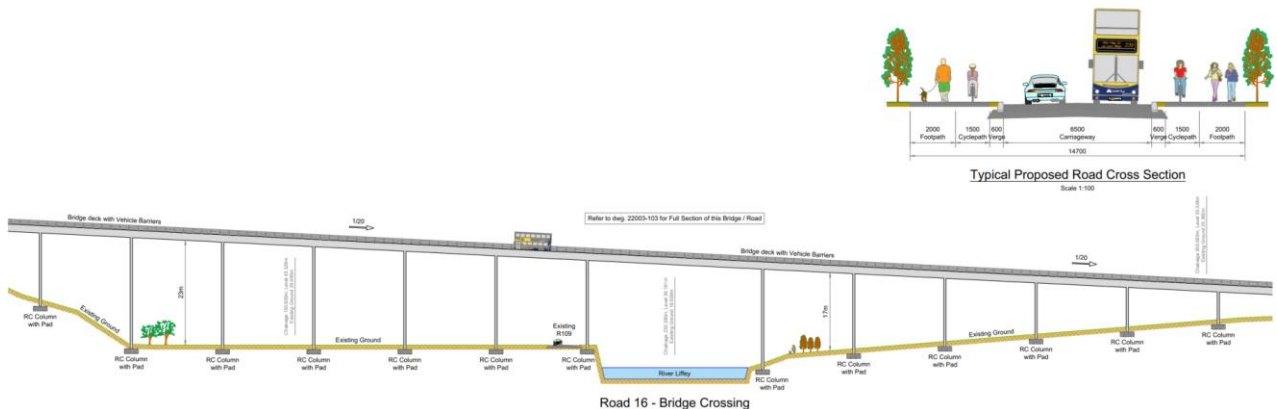 2000
Footpath
1500
Cyclepath
600
Verge
6500
Carriageway
600
Verge
1500
Cyclepath
2000
Footpath
14700
Typical Proposed Road Cross Section
Scale 1:100
Bridge deck with Vehicle Barriers
1/20
Refer to dwg. 22003-103 for Full Section of this Bridge / Road
Bridge deck with Vehicle Barriers
1/20
23m
17m
Existing Ground
Existing Ground
Existing
R109
Existing Ground
River Liffey
RC Column
with Pad
RC Column
with Pad
RC Column
with Pad
RC Column
with Pad
RC Column
with Pad
RC Column
with Pad
RC Column
with Pad
RC Column
with Pad
RC Column
with Pad
RC Column
with Pad
RC Column
with Pad
RC Column
with Pad
RC Column
with Pad
Road 16 - Bridge Crossing